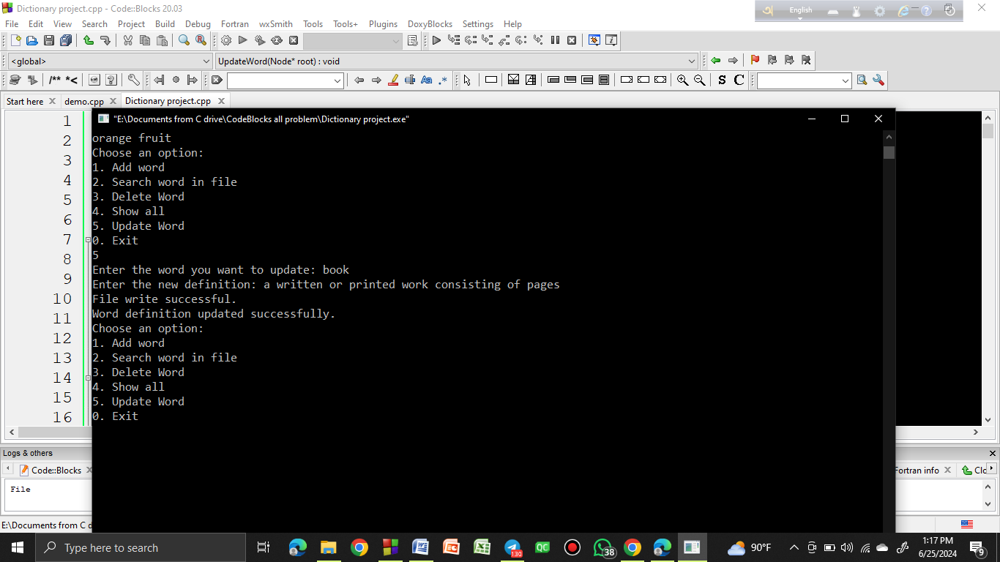 Dictionary project.cpp - Code::Blocks 20.03
English
File Edit View Search Project Build Debug Fortran wxSmith Tools Tools+ Plugins DoxyBlocks Settings Help
<global>
UpdateWord(Node* root) : void
/** *<
Aa .*
S C
Start here
demo.cpp
Dictionary project.cpp
1
2
3
4
5
6
7
8
9
10
11
12
13
14
15
16
"E:\Documents from C drive\CodeBlocks all problem\Dictionary project.exe"
orange fruit
Choose an option:
1. Add word
2. Search word in file
3. Delete Word
4. Show all
5. Update Word
0. Exit
5
Enter the word you want to update: book
Enter the new definition: a written or printed work consisting of pages
File write successful.
Word definition updated successfully.
Choose an option:
1. Add word
2. Search word in file
3. Delete Word
4. Show all
5. Update Word
0. Exit
Logs & others
Code::Blocks
Fortran info
Clc
File
E:\Documents from C d
Type here to search
130
QC
38
90°F
1:17 PM
6/25/2024
9